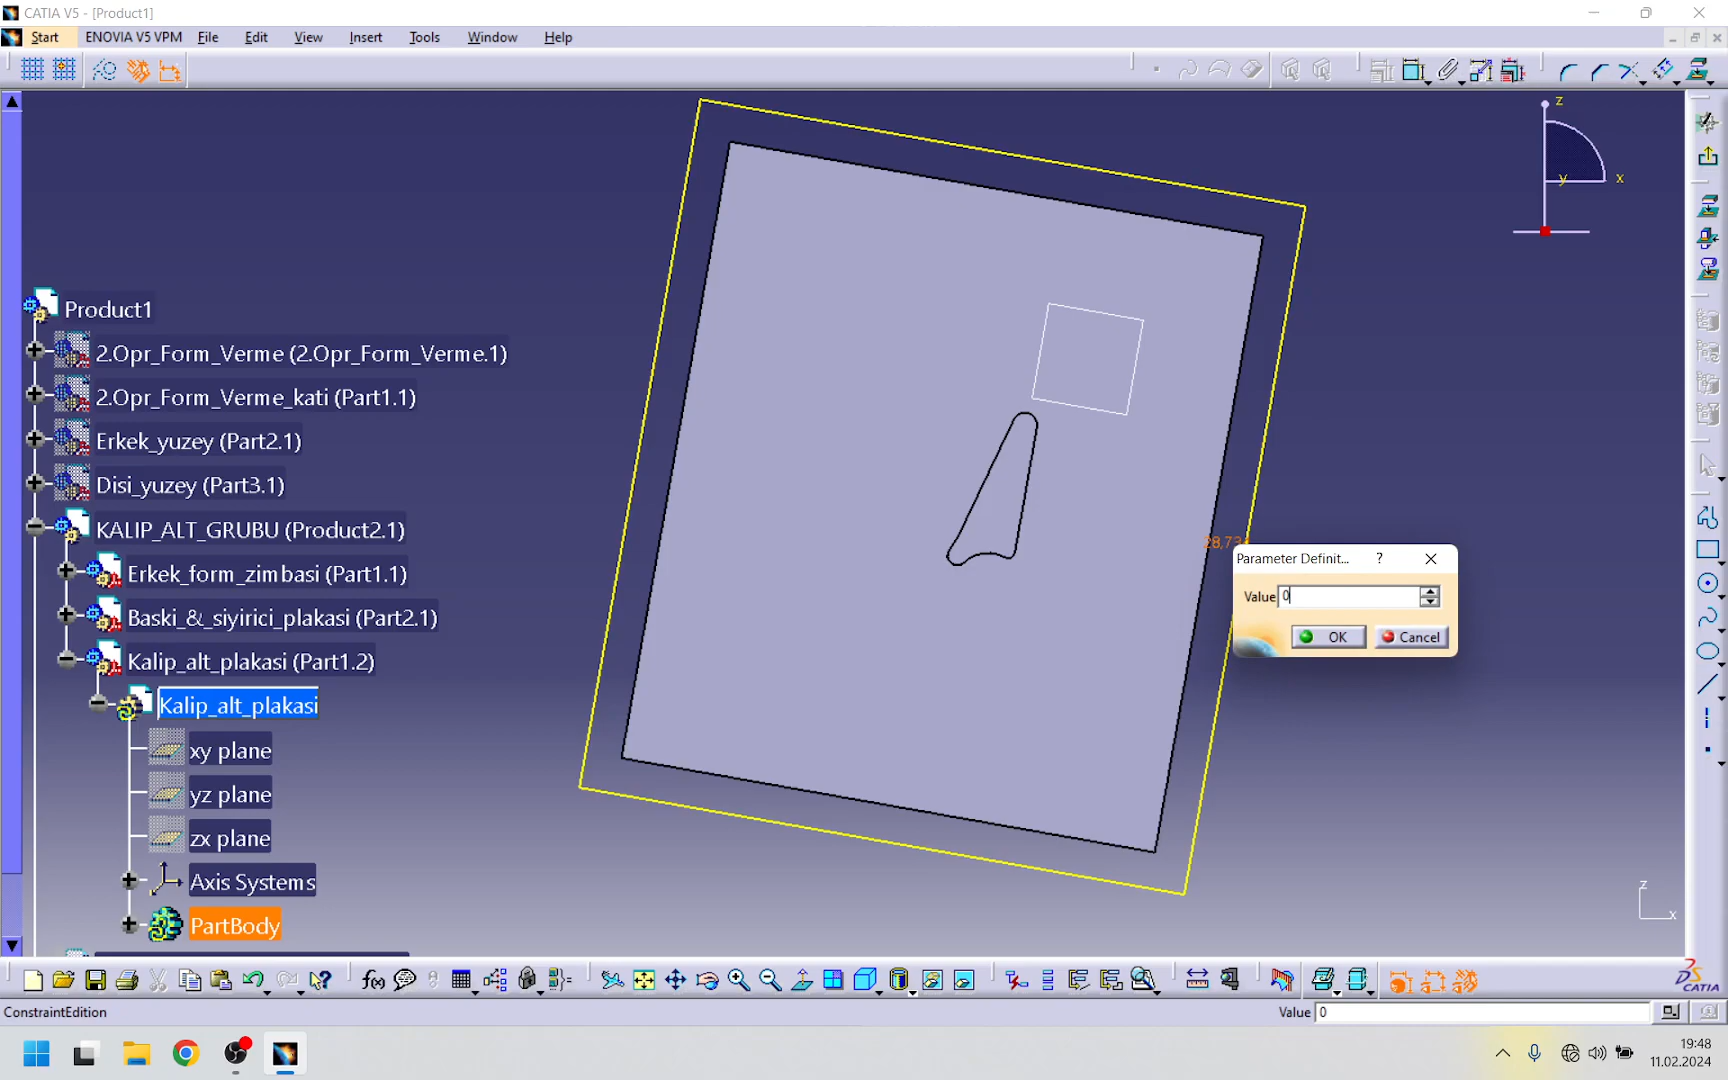 CATIA V5 - [Product1]
Start ENOVIA V5 VPM File Edit View Insert Tools Window Help
z
y
x
Product1
2.Opr_Form_Verme (2.Opr_Form_Verme.1)
2.Opr_Form_Verme_kati (Part1.1)
Erkek_yuzey (Part2.1)
Disi_yuzey (Part3.1)
KALIP_ALT_GRUBU (Product2.1)
Erkek_form_zimbasi (Part1.1)
Baski_&_siyirici_plakasi (Part2.1)
Kalip_alt_plakasi (Part1.2)
Kalip_alt_plakasi
xy plane
yz plane
zx plane
Axis Systems
PartBody
Parameter Definit... ?
Value 0
OK Cancel
z
x
CATIA
ConstraintEdition
Value 0
19:48
11.02.2024